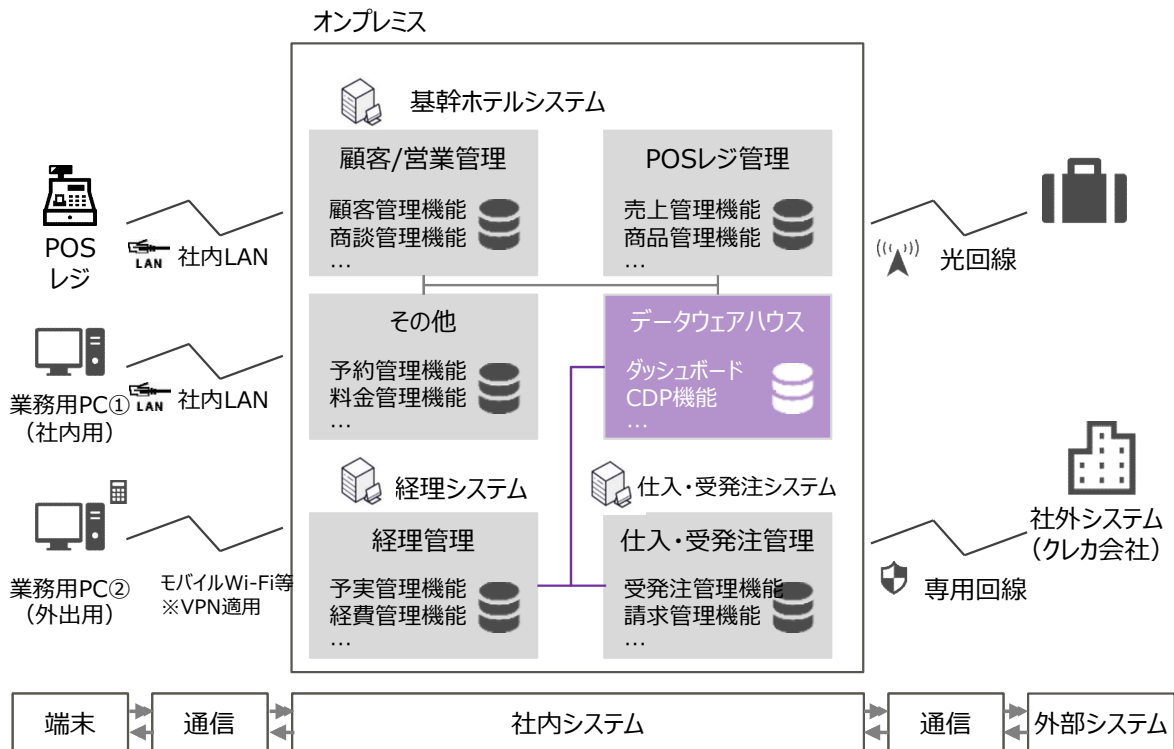 オンプレミス
基幹ホテルシステム
顧客/営業管理
顧客管理機能
商談管理機能
…
POSレジ管理
売上管理機能
商品管理機能
…
POS
レジ
LAN
社内LAN
光回線
その他
予約管理機能
料金管理機能
…
データウェアハウス
ダッシュボード
CDP機能
…
業務用PC①
（社内用）
LAN
社内LAN
経理システム
仕入・受発注システム
経理管理
予実管理機能
経費管理機能
…
仕入・受発注管理
受発注管理機能
請求管理機能
…
業務用PC②
（外出用）
モバイルWi-Fi等
※VPN適用
社外システム
（クレカ会社）
専用回線
端末
通信
社内システム
通信
外部システム